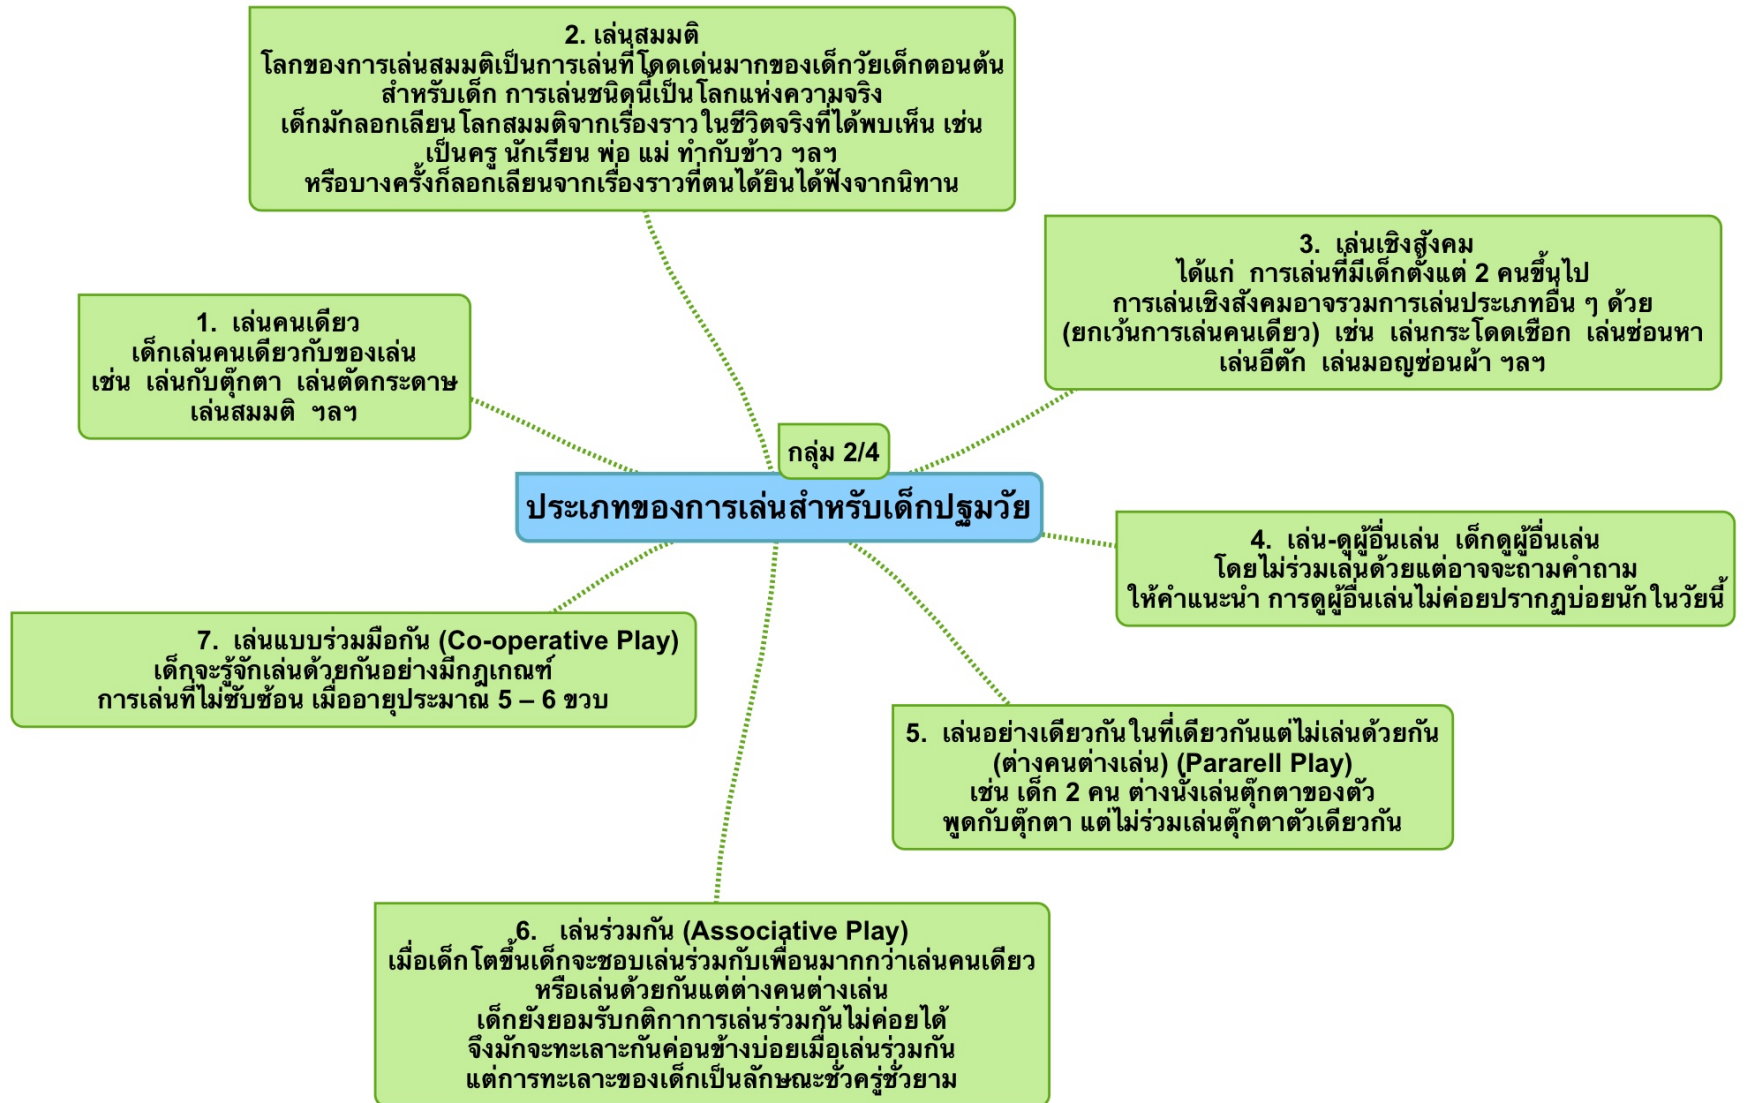 2. เล่นสมมติ
โลกของการเล่นสมมติเป็นการเล่นที่โดดเด่นมากของเด็กวัยเด็กตอนต้น
สำหรับเด็ก การเล่นชนิดนี้เป็นโลกแห่งความจริง
เด็กมักลอกเลียนโลกสมมติจากเรื่องราวในชีวิตจริงที่ได้พบเห็น เช่น
เป็นครู นักเรียน พ่อ แม่ ทำกับข้าว ฯลฯ
หรือบางครั้งก็ลอกเลียนจากเรื่องราวที่ตนได้ยินได้ฟังจากนิทาน
3. เล่นเชิงสังคม
ได้แก่ การเล่นที่มีเด็กตั้งแต่ 2 คนขึ้นไป
การเล่นเชิงสังคมอาจรวมการเล่นประเภทอื่น ๆ ด้วย
(ยกเว้นการเล่นคนเดียว) เช่น เล่นกระโดดเชือก เล่นซ่อนหา
เล่นอีตัก เล่นมอญซ่อนผ้า ฯลฯ
1. เล่นคนเดียว
เด็กเล่นคนเดียวกับของเล่น
เช่น เล่นกับตุ๊กตา เล่นตัดกระดาษ
เล่นสมมติ ฯลฯ
กลุ่ม 2/4
ประเภทของการเล่นสำหรับเด็กปฐมวัย
4. เล่น-ดูผู้อื่นเล่น เด็กดูผู้อื่นเล่น
โดยไม่ร่วมเล่นด้วยแต่อาจจะถามคำถาม
ให้คำแนะนำ การดูผู้อื่นเล่นไม่ค่อยปรากฏบ่อยนักในวัยนี้
7. เล่นแบบร่วมมือกัน (Co-operative Play)
เด็กจะรู้จักเล่นด้วยกันอย่างมีกฎเกณฑ์
การเล่นที่ไม่ซับซ้อน เมื่ออายุประมาณ 5 – 6 ขวบ
5. เล่นอย่างเดียวกันในที่เดียวกันแต่ไม่เล่นด้วยกัน
(ต่างคนต่างเล่น) (Pararell Play)
เช่น เด็ก 2 คน ต่างนั่งเล่นตุ๊กตาของตัว
พูดกับตุ๊กตา แต่ไม่ร่วมเล่นตุ๊กตาตัวเดียวกัน
6. เล่นร่วมกัน (Associative Play)
เมื่อเด็กโตขึ้นเด็กจะชอบเล่นร่วมกับเพื่อนมากกว่าเล่นคนเดียว
หรือเล่นด้วยกันแต่ต่างคนต่างเล่น
เด็กยังยอมรับกติกาการเล่นร่วมกันไม่ค่อยได้
จึงมักจะทะเลาะกันค่อนข้างบ่อยเมื่อเล่นร่วมกัน
แต่การทะเลาะของเด็กเป็นลักษณะชั่วครู่ชั่วยาม